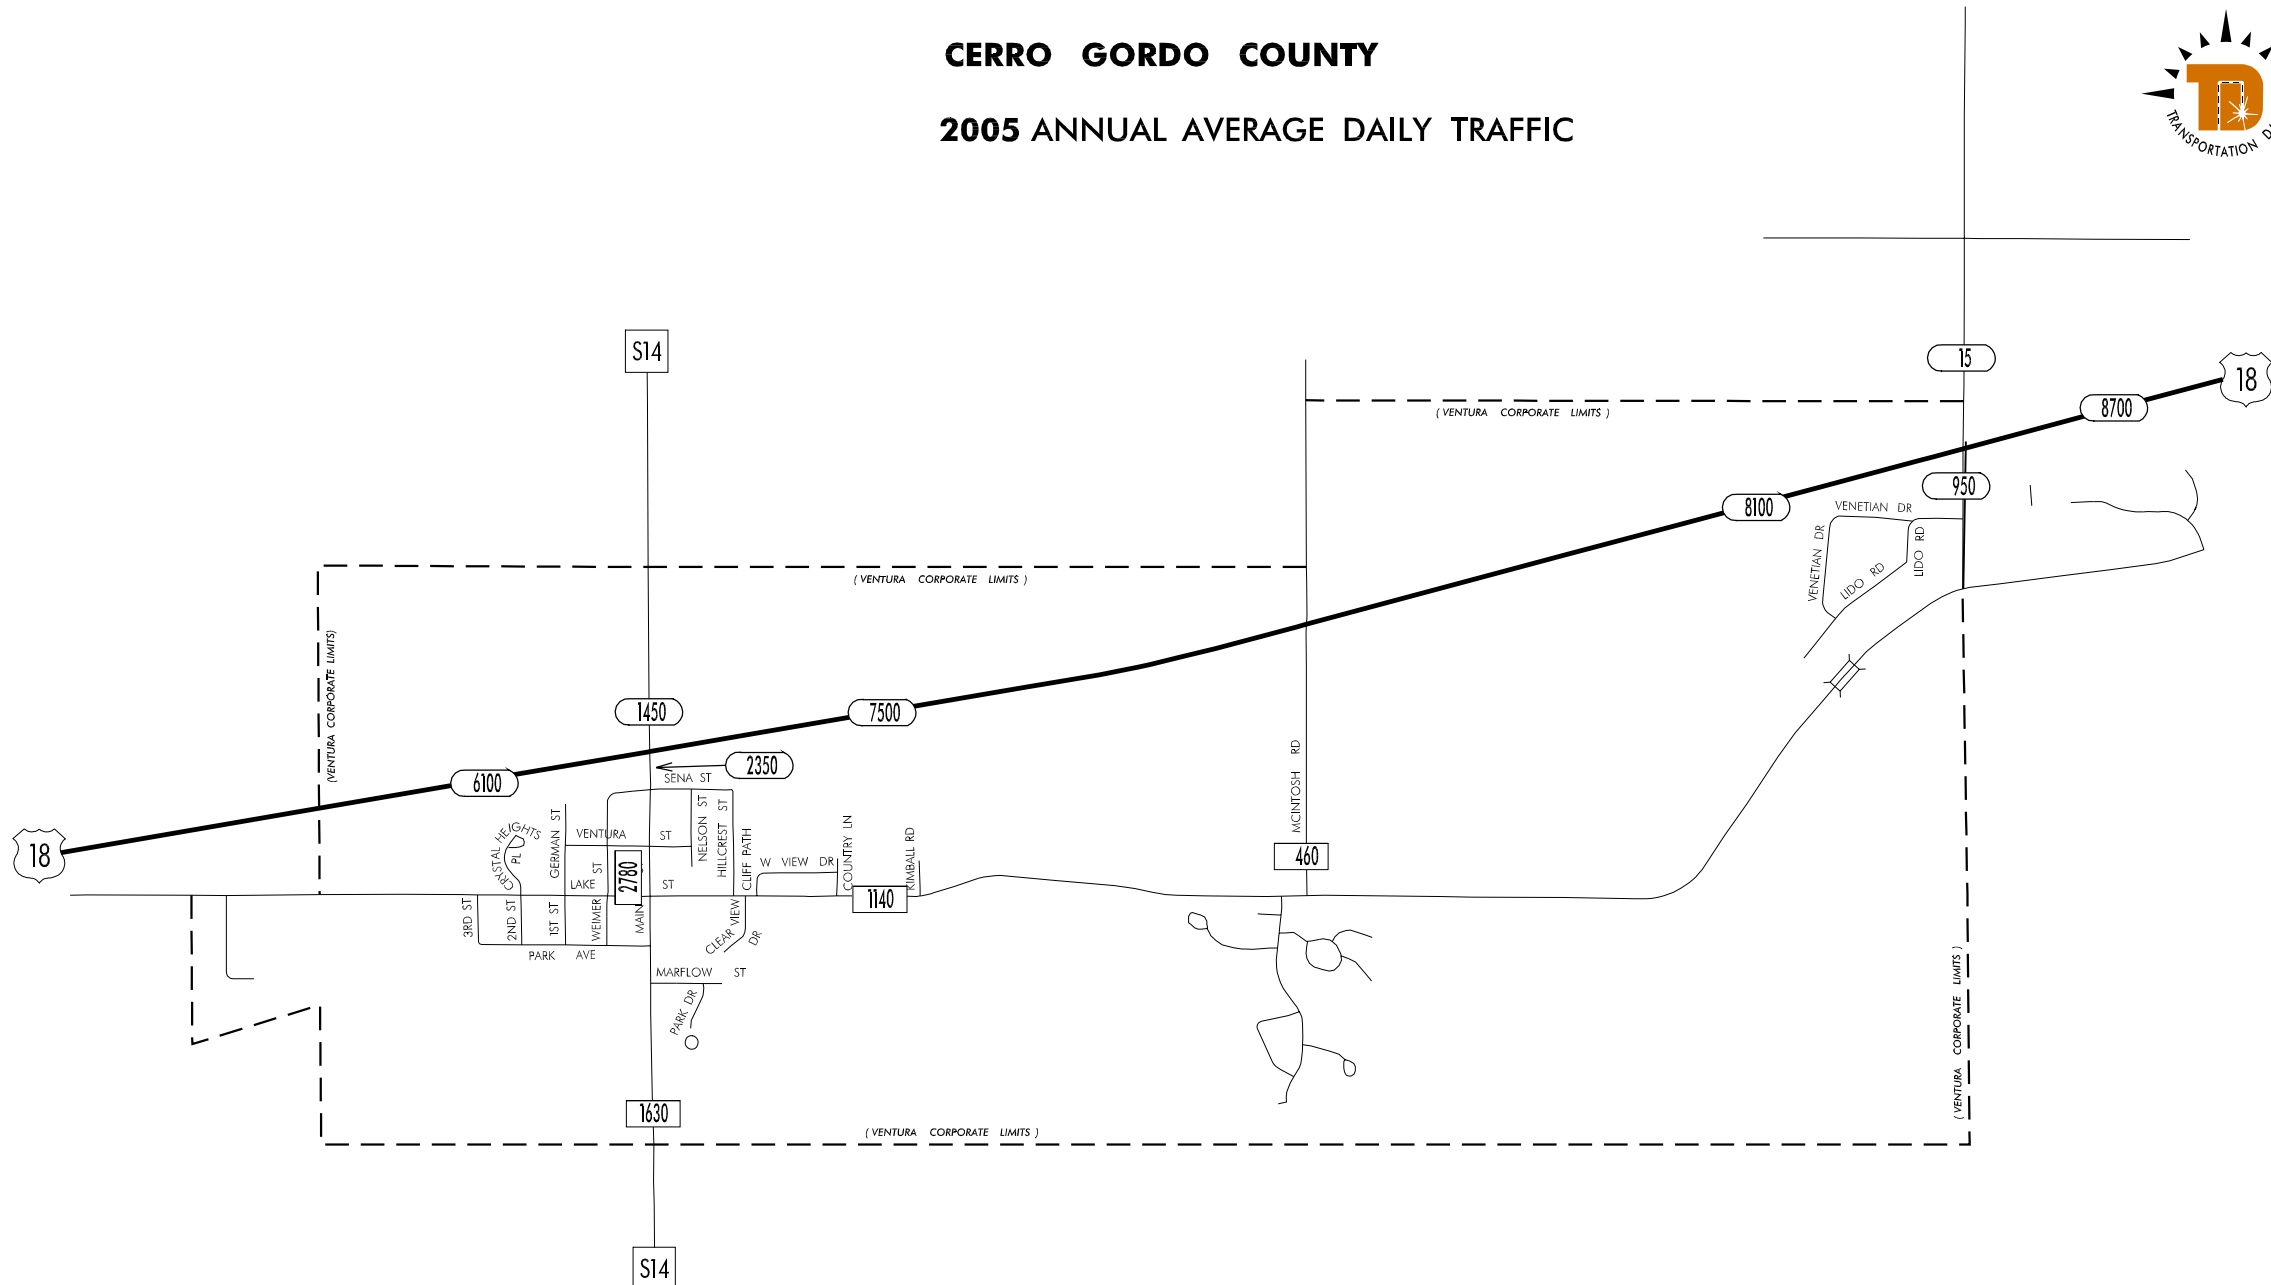 CERRO GORDO COUNTY
2005 ANNUAL AVERAGE DAILY TRAFFIC
TRANSPORTATION
S14
15
18
8700
( VENTURA CORPORATE LIMITS )
950
8100
VENETIAN DR
VENETIAN DR
LIDO RD
LIDO RD
( VENTURA CORPORATE LIMITS )
(VENTURA CORPORATE LIMITS)
1450
7500
2350
6100
SENA ST
MCINTOSH RD
18
CRYSTAL HEIGHTS
PL
GERMAN ST
VENTURA ST
NELSON ST
HILLCREST ST
CLIFF PATH
W VIEW DR
COUNTRY LN
KIMBALL RD
460
2780
LAKE ST
1140
3RD ST
2ND ST
1ST ST
WEIMER ST
MAIN
CLEAR VIEW DR
PARK AVE
MARFLOW ST
PARK DR
( VENTURA CORPORATE LIMITS )
1630
( VENTURA CORPORATE LIMITS )
S14